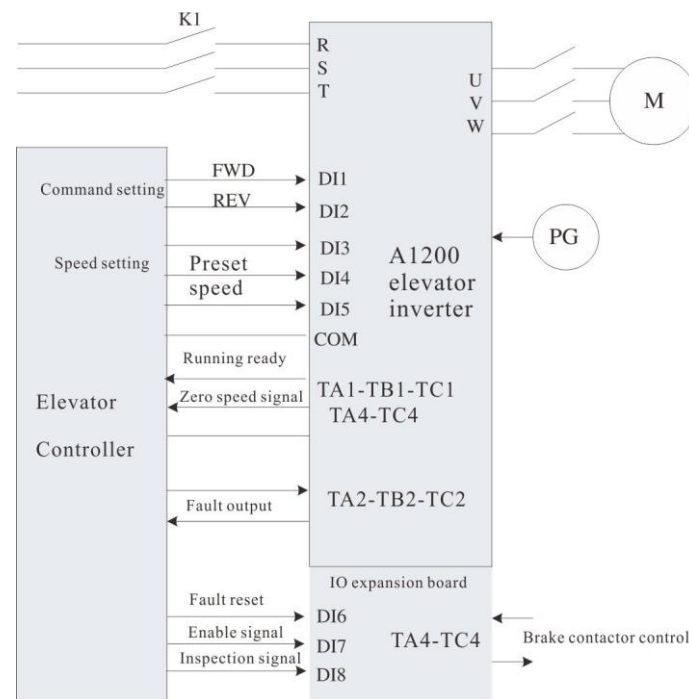 K1
R
S
T
U
V
W
M
Command setting
FWD
DI1
REV
DI2
Speed setting
Preset
speed
DI3
DI4
DI5
COM
A1200
elevator
inverter
PG
Running ready
TA1-TB1-TC1
Zero speed signal
TA4-TC4
Elevator
Controller
Fault output
TA2-TB2-TC2
IO expansion board
Fault reset
DI6
Enable signal
DI7
Inspection signal
DI8
TA4-TC4
Brake contactor control